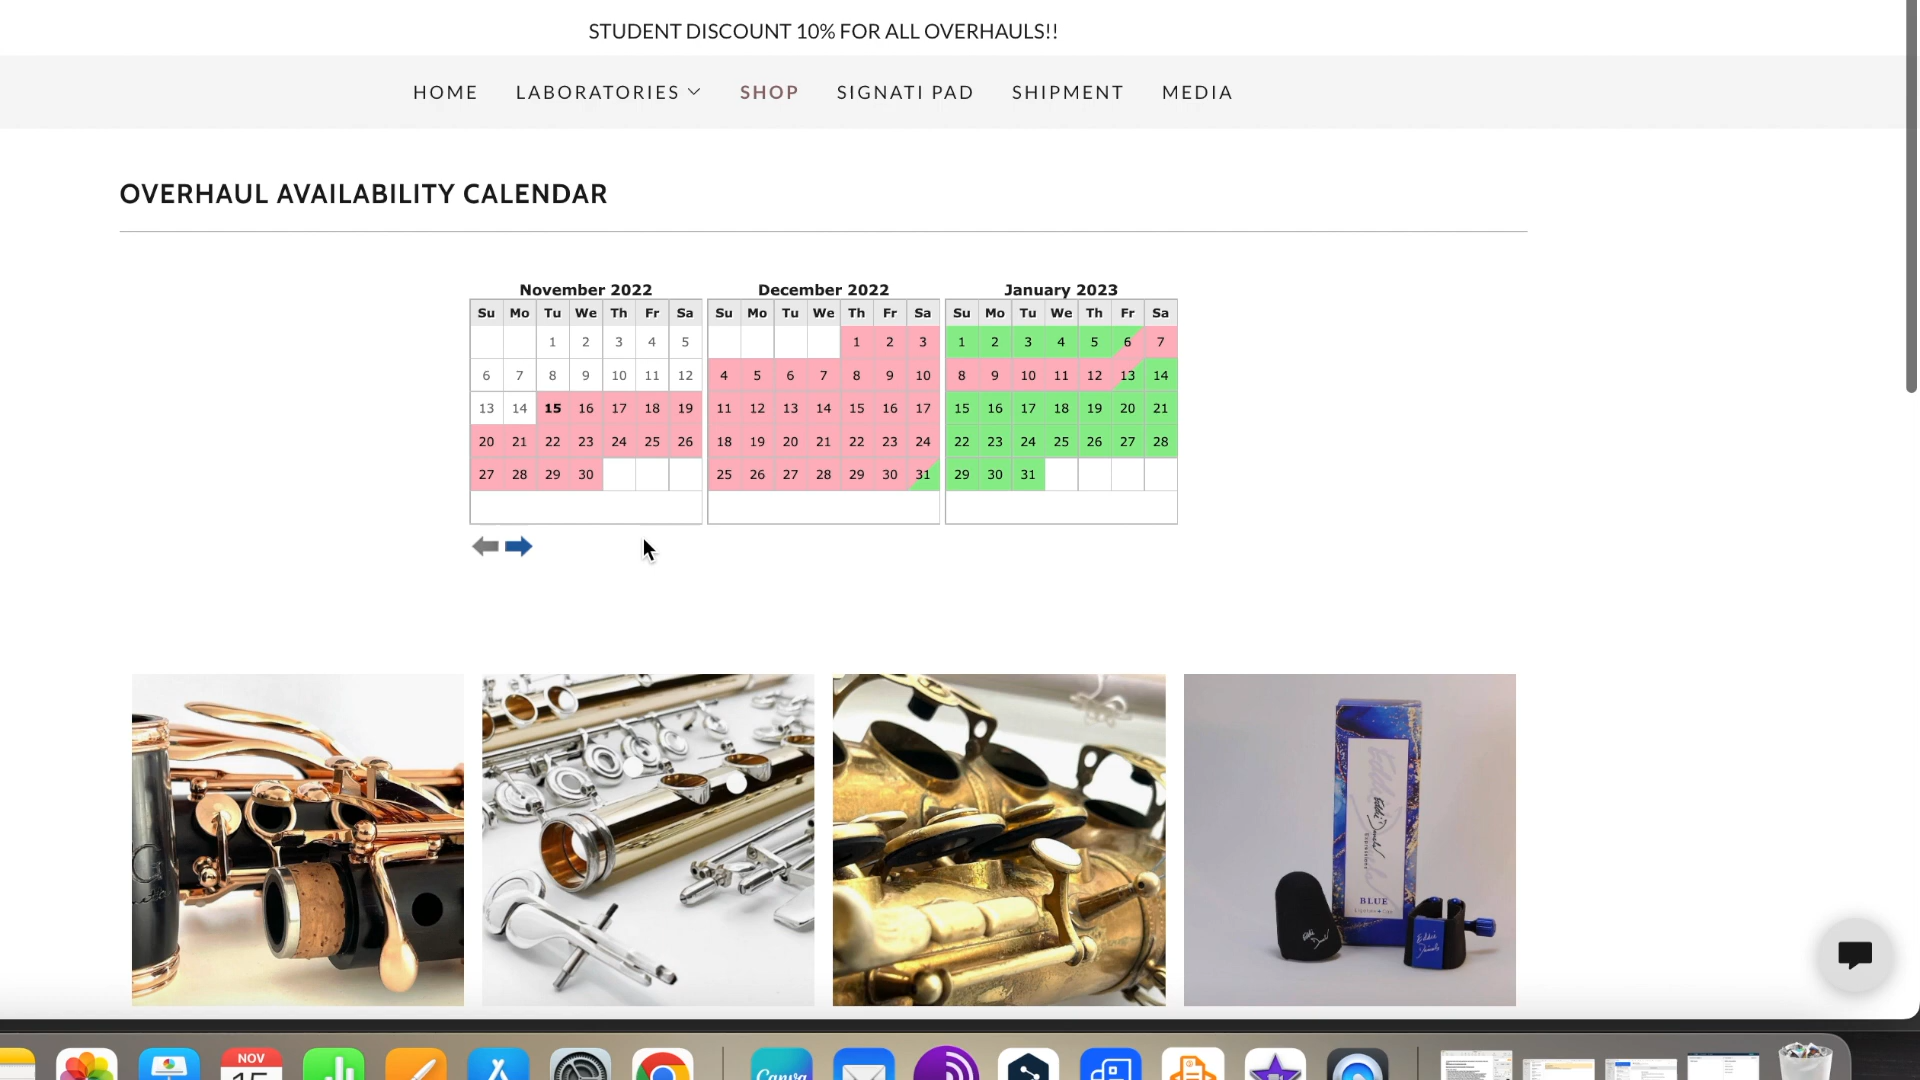 STUDENT DISCOUNT 10% FOR ALL OVERHAULS!!
HOME LABORATORIES SHOP SIGNATI PAD SHIPMENT MEDIA
OVERHAUL AVAILABILITY CALENDAR
November 2022
Su Mo Tu We Th Fr Sa
1 2 3 4 5
6 7 8 9 10 11 12
13 14 15 16 17 18 19
20 21 22 23 24 25 26
27 28 29 30
December 2022
Su Mo Tu We Th Fr Sa
1 2 3
4 5 6 7 8 9 10
11 12 13 14 15 16 17
18 19 20 21 22 23 24
25 26 27 28 29 30 31
January 2023
Su Mo Tu We Th Fr Sa
1 2 3 4 5 6 7
8 9 10 11 12 13 14
15 16 17 18 19 20 21
22 23 24 25 26 27 28
29 30 31
BLUE
NOV
15
Canva